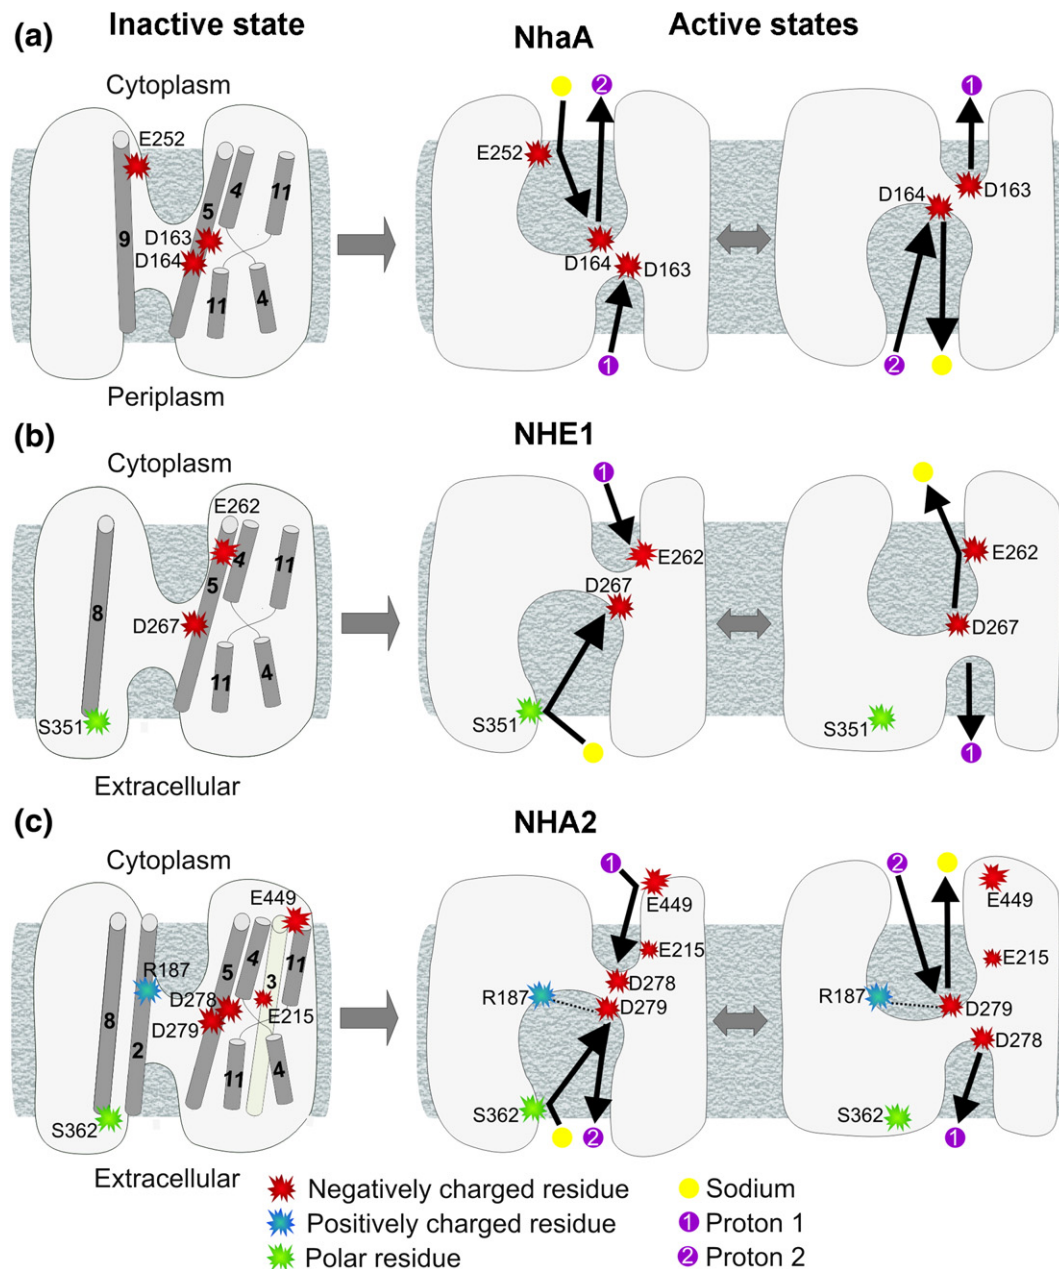 Inactive state
Active states
(a)
NhaA
Cytoplasm
E252
5
4
11
9
D163
D164
11
4
Periplasm
2
E252
D164
D163
1
1
D164
D163
2
(b)
NHE1
Cytoplasm
E262
4
11
5
8
D267
11
4
S351
Extracellular
1
E262
D267
S351
E262
D267
S351
1
(c)
NHA2
Cytoplasm
E449
R187
5
4
3
11
8
D278
E215
D279
2
11
4
S362
Extracellular
1
E449
E215
D278
R187
D279
S362
2
2
E449
E215
R187
D279
D278
S362
1
Negatively charged residue
Positively charged residue
Polar residue
Sodium
1 Proton 1
2 Proton 2